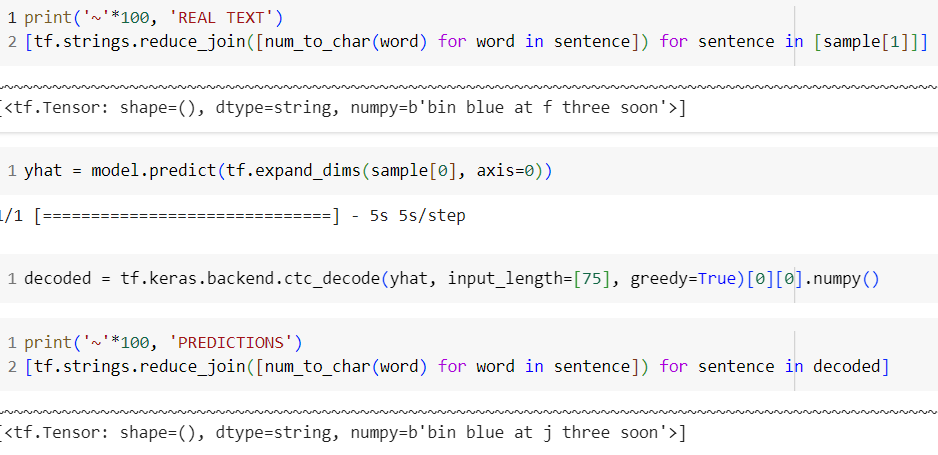 1 print('~'*100, 'REAL TEXT')
2 [tf.strings.reduce_join([num_to_char(word) for word in sentence]) for sentence in [sample[1]]]
~~~~~~~~~~~~~~~~~~~~~~~~~~~~~~~~~~~~~~~~~~~~~~~~~~~~~~~~~~~~~~~~~~~~~~~~~~~~~~~~~~~~~~~~~~~~~~~~~~~~
[<tf.Tensor: shape=(), dtype=string, numpy=b'bin blue at f three soon'>]
1 yhat = model.predict(tf.expand_dims(sample[0], axis=0))
1/1 [==============================] - 5s 5s/step
1 decoded = tf.keras.backend.ctc_decode(yhat, input_length=[75], greedy=True)[0][0].numpy()
1 print('~'*100, 'PREDICTIONS')
2 [tf.strings.reduce_join([num_to_char(word) for word in sentence]) for sentence in decoded]
~~~~~~~~~~~~~~~~~~~~~~~~~~~~~~~~~~~~~~~~~~~~~~~~~~~~~~~~~~~~~~~~~~~~~~~~~~~~~~~~~~~~~~~~~~~~~~~~~~~~
[<tf.Tensor: shape=(), dtype=string, numpy=b'bin blue at j three soon'>]